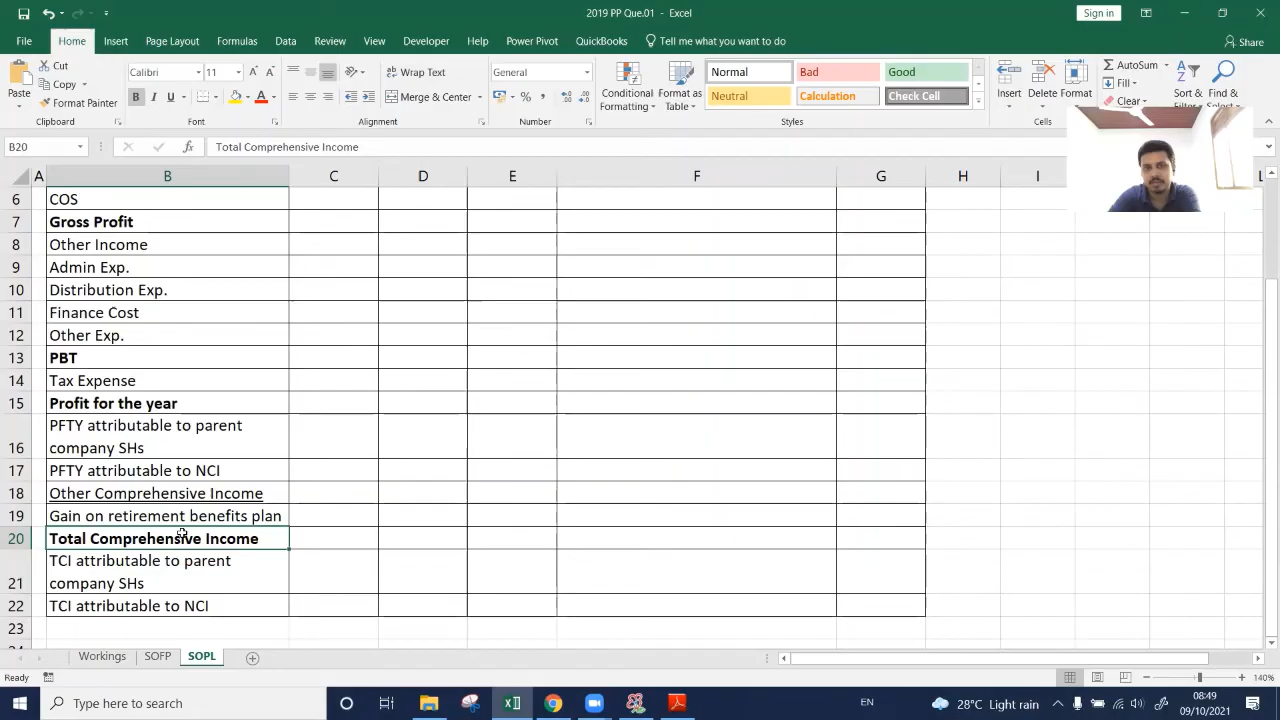 2019 PP Que.01 - Excel
Sign in
File Home Insert Page Layout Formulas Data Review View Developer Help Power Pivot QuickBooks Tell me what you want to do
Share
Paste
Cut
Copy
Format Painter
Clipboard
Calibri 11
B I U
Font
Wrap Text
Merge & Center
Alignment
General
%
Number
Conditional Formatting
Format as Table
Normal Bad Good
Neutral Calculation Check Cell
Styles
Insert Delete Format
Cells
AutoSum
Fill
Clear
Sort & Filter
Find & Select
B20
fx
Total Comprehensive Income
A B C D E F G H I
6 COS
7 Gross Profit
8 Other Income
9 Admin Exp.
10 Distribution Exp.
11 Finance Cost
12 Other Exp.
13 PBT
14 Tax Expense
15 Profit for the year
PFTY attributable to parent
16 company SHs
17 PFTY attributable to NCI
18 Other Comprehensive Income
19 Gain on retirement benefits plan
20 Total Comprehensive Income
TCI attributable to parent
21 company SHs
22 TCI attributable to NCI
23
Workings SOFP SOPL
Ready
140%
Type here to search
EN
28°C Light rain
08:49
09/10/2021